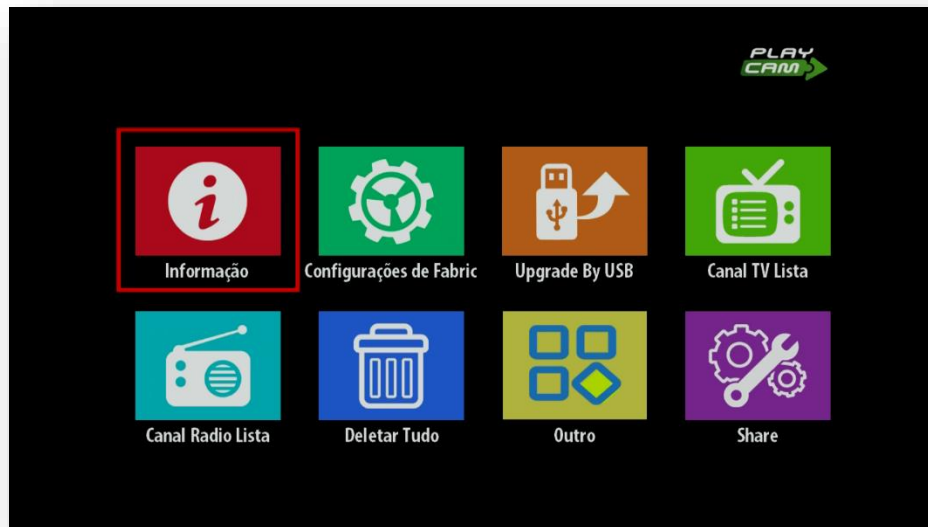 PLAY
CAM
Informação
Configurações de Fabric
Upgrade By USB
Canal TV Lista
Canal Radio Lista
Deletar Tudo
Outro
Share